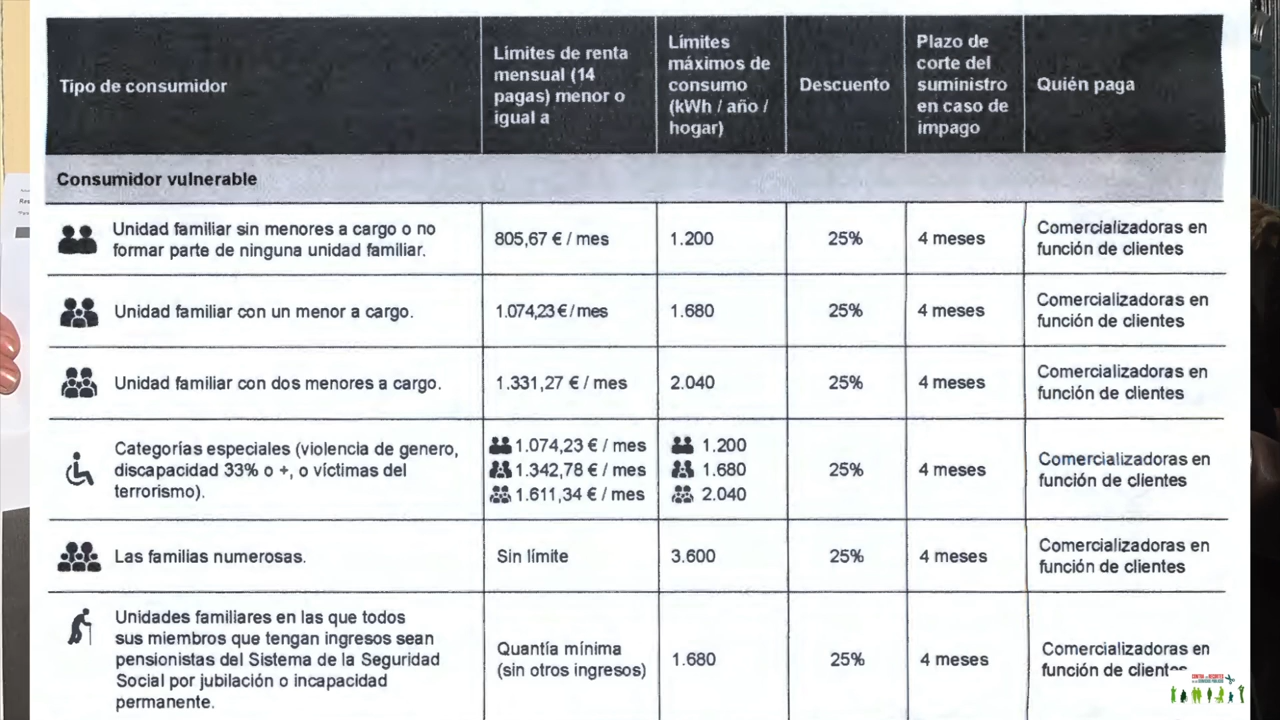 Tipo de consumidor
Límites de renta
mensual (14
pagas) menor o
igual a
Límites
máximos de
consumo
(kWh / año /
hogar)
Descuento
Plazo de
corte del
suministro
en caso de
impago
Quién paga
Consumidor vulnerable
Unidad familiar sin menores a cargo o no
formar parte de ninguna unidad familiar.
805,67 € / mes
1.200
25%
4 meses
Comercializadoras en
función de clientes
Unidad familiar con un menor a cargo.
1.074,23 € / mes
1.680
25%
4 meses
Comercializadoras en
función de clientes
Unidad familiar con dos menores a cargo.
1.331,27 € / mes
2.040
25%
4 meses
Comercializadoras en
función de clientes
Categorías especiales (violencia de genero,
discapacidad 33% o +, o víctimas del
terrorismo).
1.074,23 € / mes
1.342,78 € / mes
1.611,34 € / mes
1.200
1.680
2.040
25%
4 meses
Comercializadoras en
función de clientes
Las familias numerosas.
Sin límite
3.600
25%
4 meses
Comercializadoras en
función de clientes
Unidades familiares en las que todos
sus miembros que tengan ingresos sean
pensionistas del Sistema de la Seguridad
Social por jubilación o incapacidad
permanente.
Quantía mínima
(sin otros ingresos)
1.680
25%
4 meses
Comercializadoras en
función de clientes